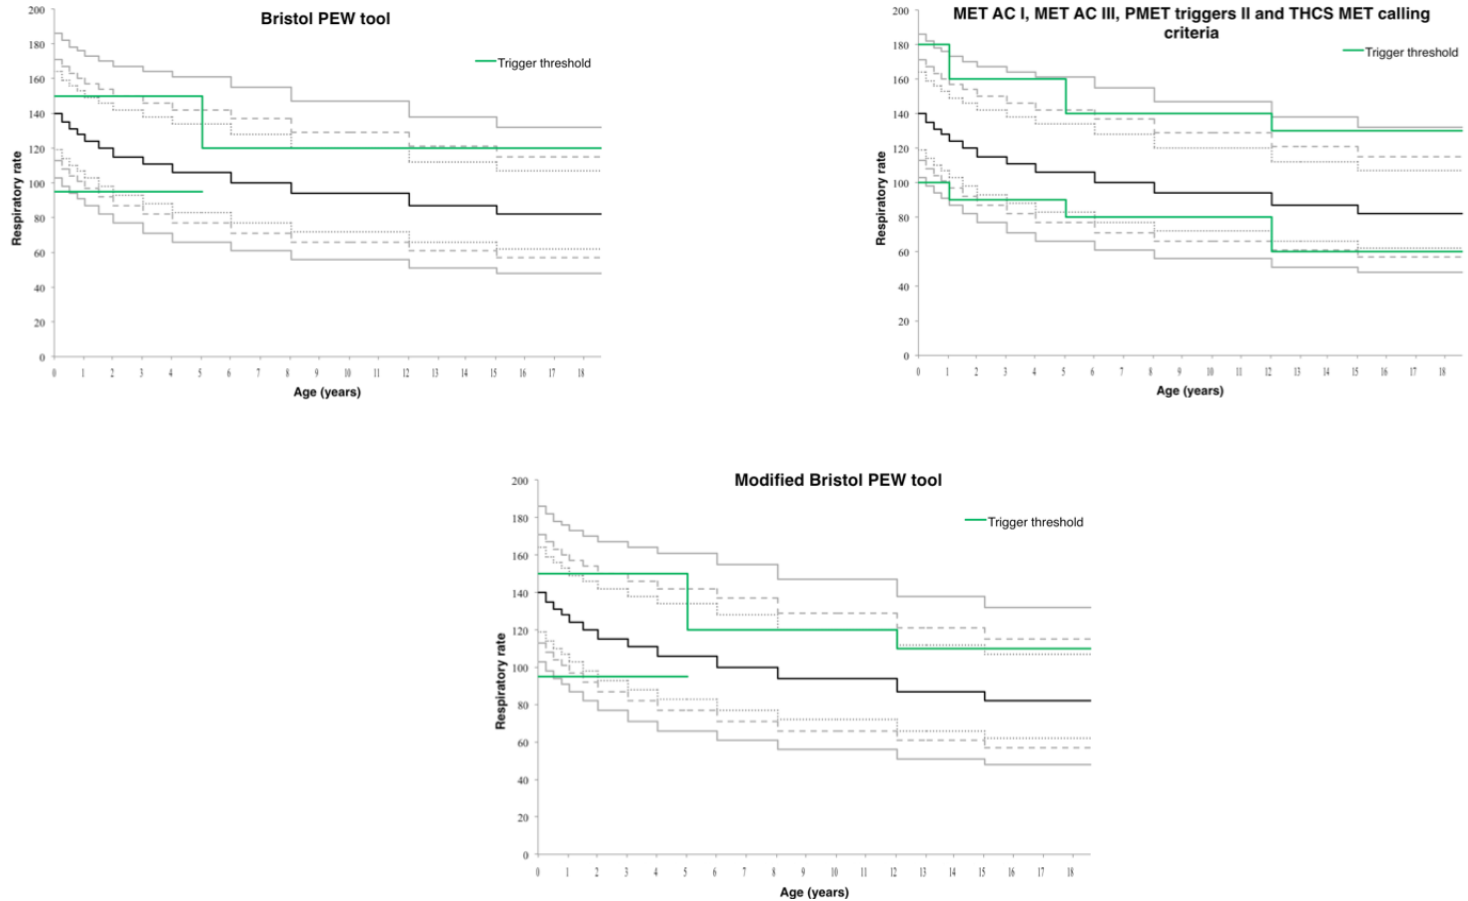 Bristol PEW tool
Trigger threshold
200
180
160
140
120
100
80
60
40
20
0
Respiratory rate
0 1 2 3 4 5 6 7 8 9 10 11 12 13 14 15 16 17 18
Age (years)
MET AC I, MET AC III, PMET triggers II and THCS MET calling
criteria
Trigger threshold
200
180
160
140
120
100
80
60
40
20
0
Respiratory rate
0 1 2 3 4 5 6 7 8 9 10 11 12 13 14 15 16 17 18
Age (years)
Modified Bristol PEW tool
Trigger threshold
200
180
160
140
120
100
80
60
40
20
0
Respiratory rate
0 1 2 3 4 5 6 7 8 9 10 11 12 13 14 15 16 17 18
Age (years)